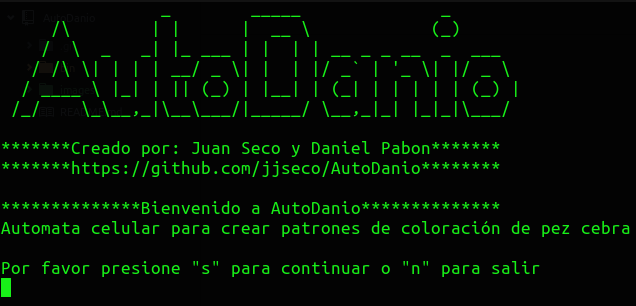 AutoDanio
*******Creado por: Juan Seco y Daniel Pabon*******
*******https://github.com/jjseco/AutoDanio********
**************Bienvenido a AutoDanio**************
Automata celular para crear patrones de coloración de pez cebra
Por favor presione "s" para continuar o "n" para salir